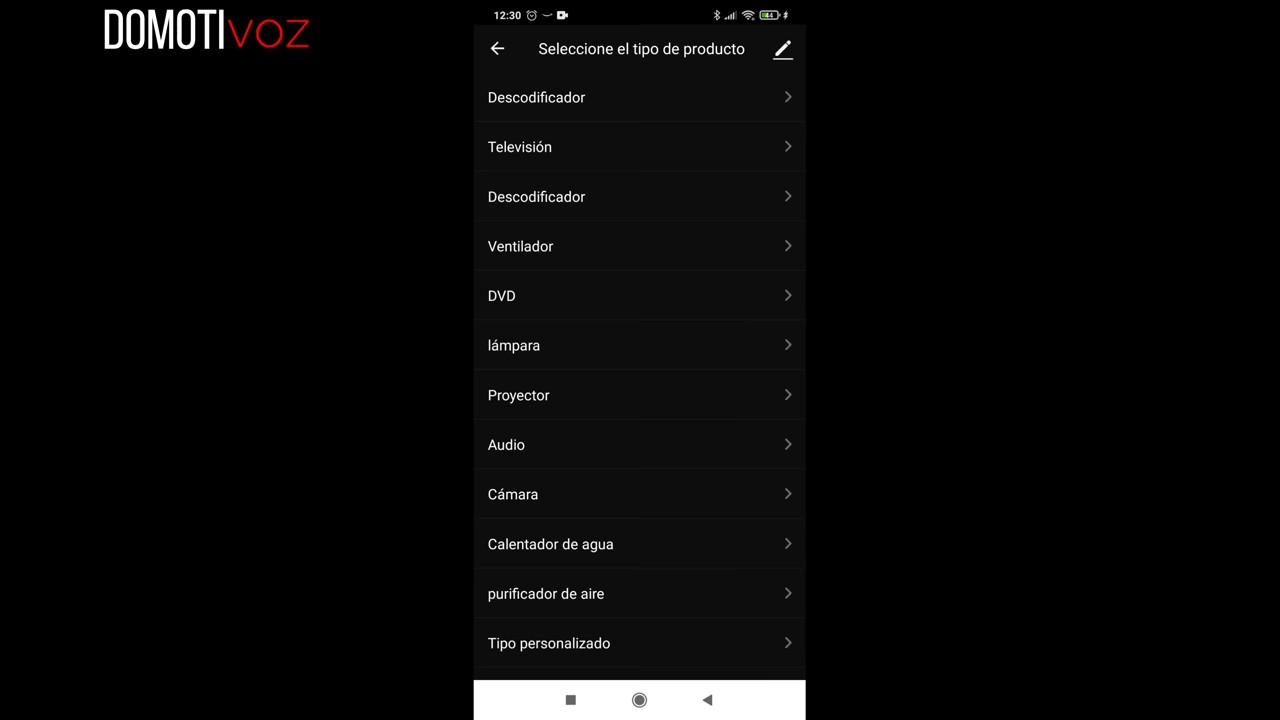 DOMOTIVOZ
12:30
44
Seleccione el tipo de producto
Descodificador
Televisión
Descodificador
Ventilador
DVD
lámpara
Proyector
Audio
Cámara
Calentador de agua
purificador de aire
Tipo personalizado